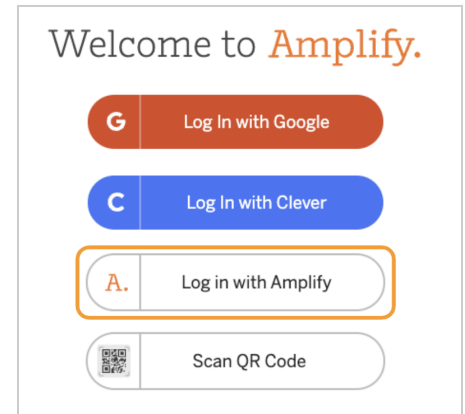 Welcome to Amplify.
G Log In with Google
C Log In with Clever
A. Log in with Amplify
Scan QR Code